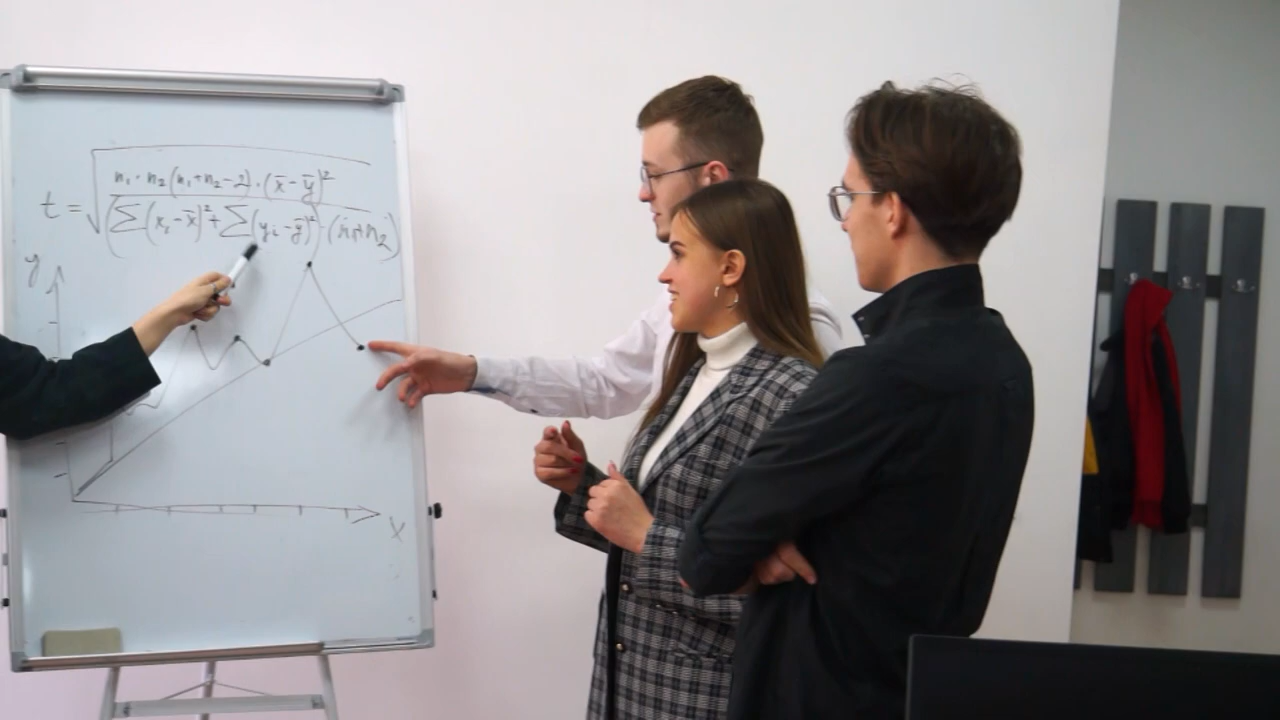 n₁·n₂(n₁+n₂-2)·(x̄-ȳ)²
t=√
(∑(xᵢ-x̄)²+∑(yᵢ-ȳ)²)·(n₁+n₂)
y
x